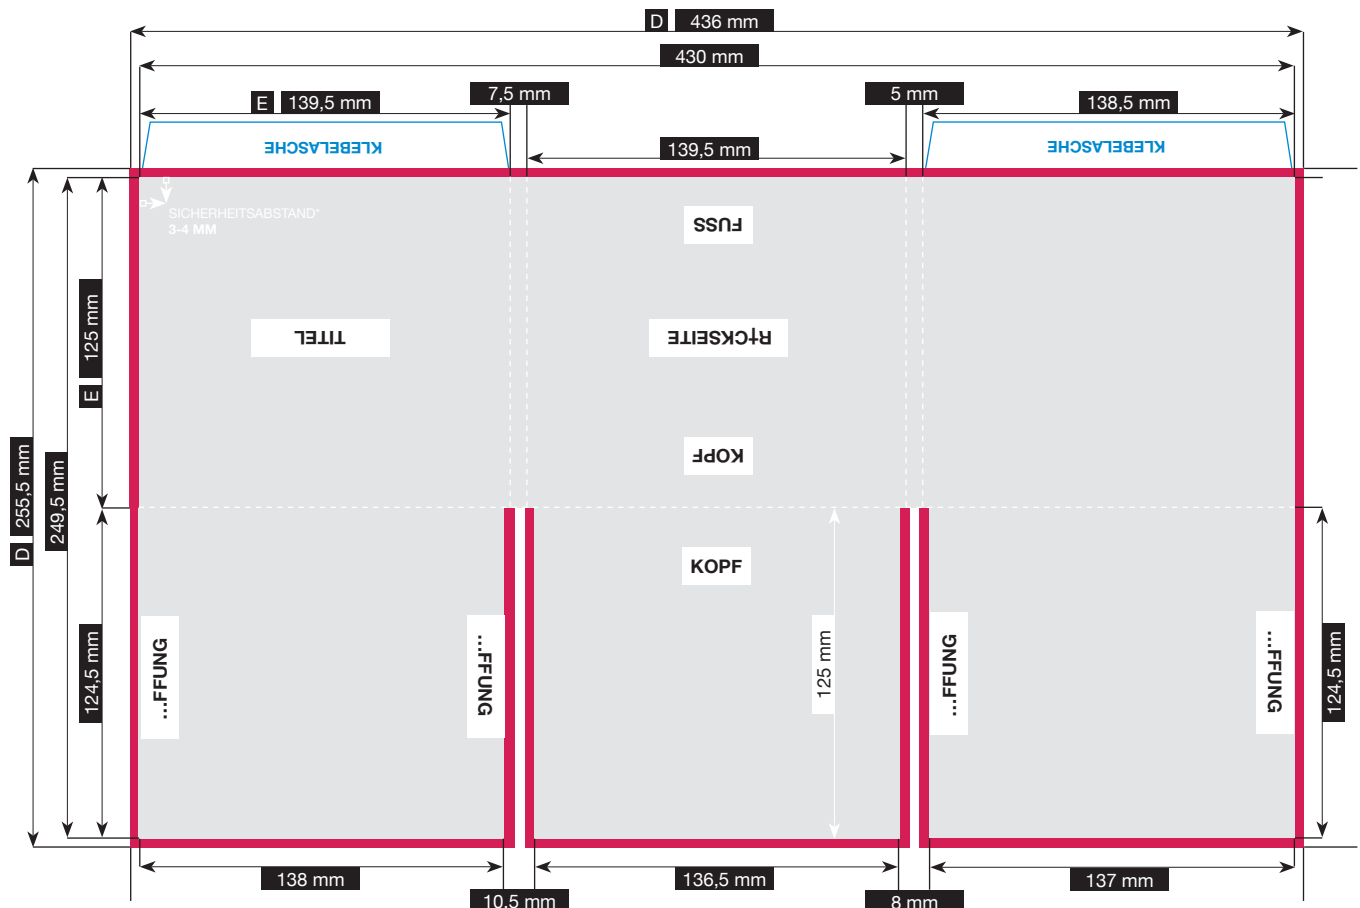 D 436 mm
430 mm
E 139,5 mm
7,5 mm
5 mm
138,5 mm
KLEBELASCHE
139,5 mm
KLEBELASCHE
SICHERHEITSABSTAND*
3-4 MM
FUSS
TITEL
R†CKSEITE
KOPF
KOPF
E 125 mm
D 255,5 mm
249,5 mm
124,5 mm
...FFUNG
...FFUNG
125 mm
...FFUNG
...FFUNG
124,5 mm
138 mm
10,5 mm
136,5 mm
8 mm
137 mm